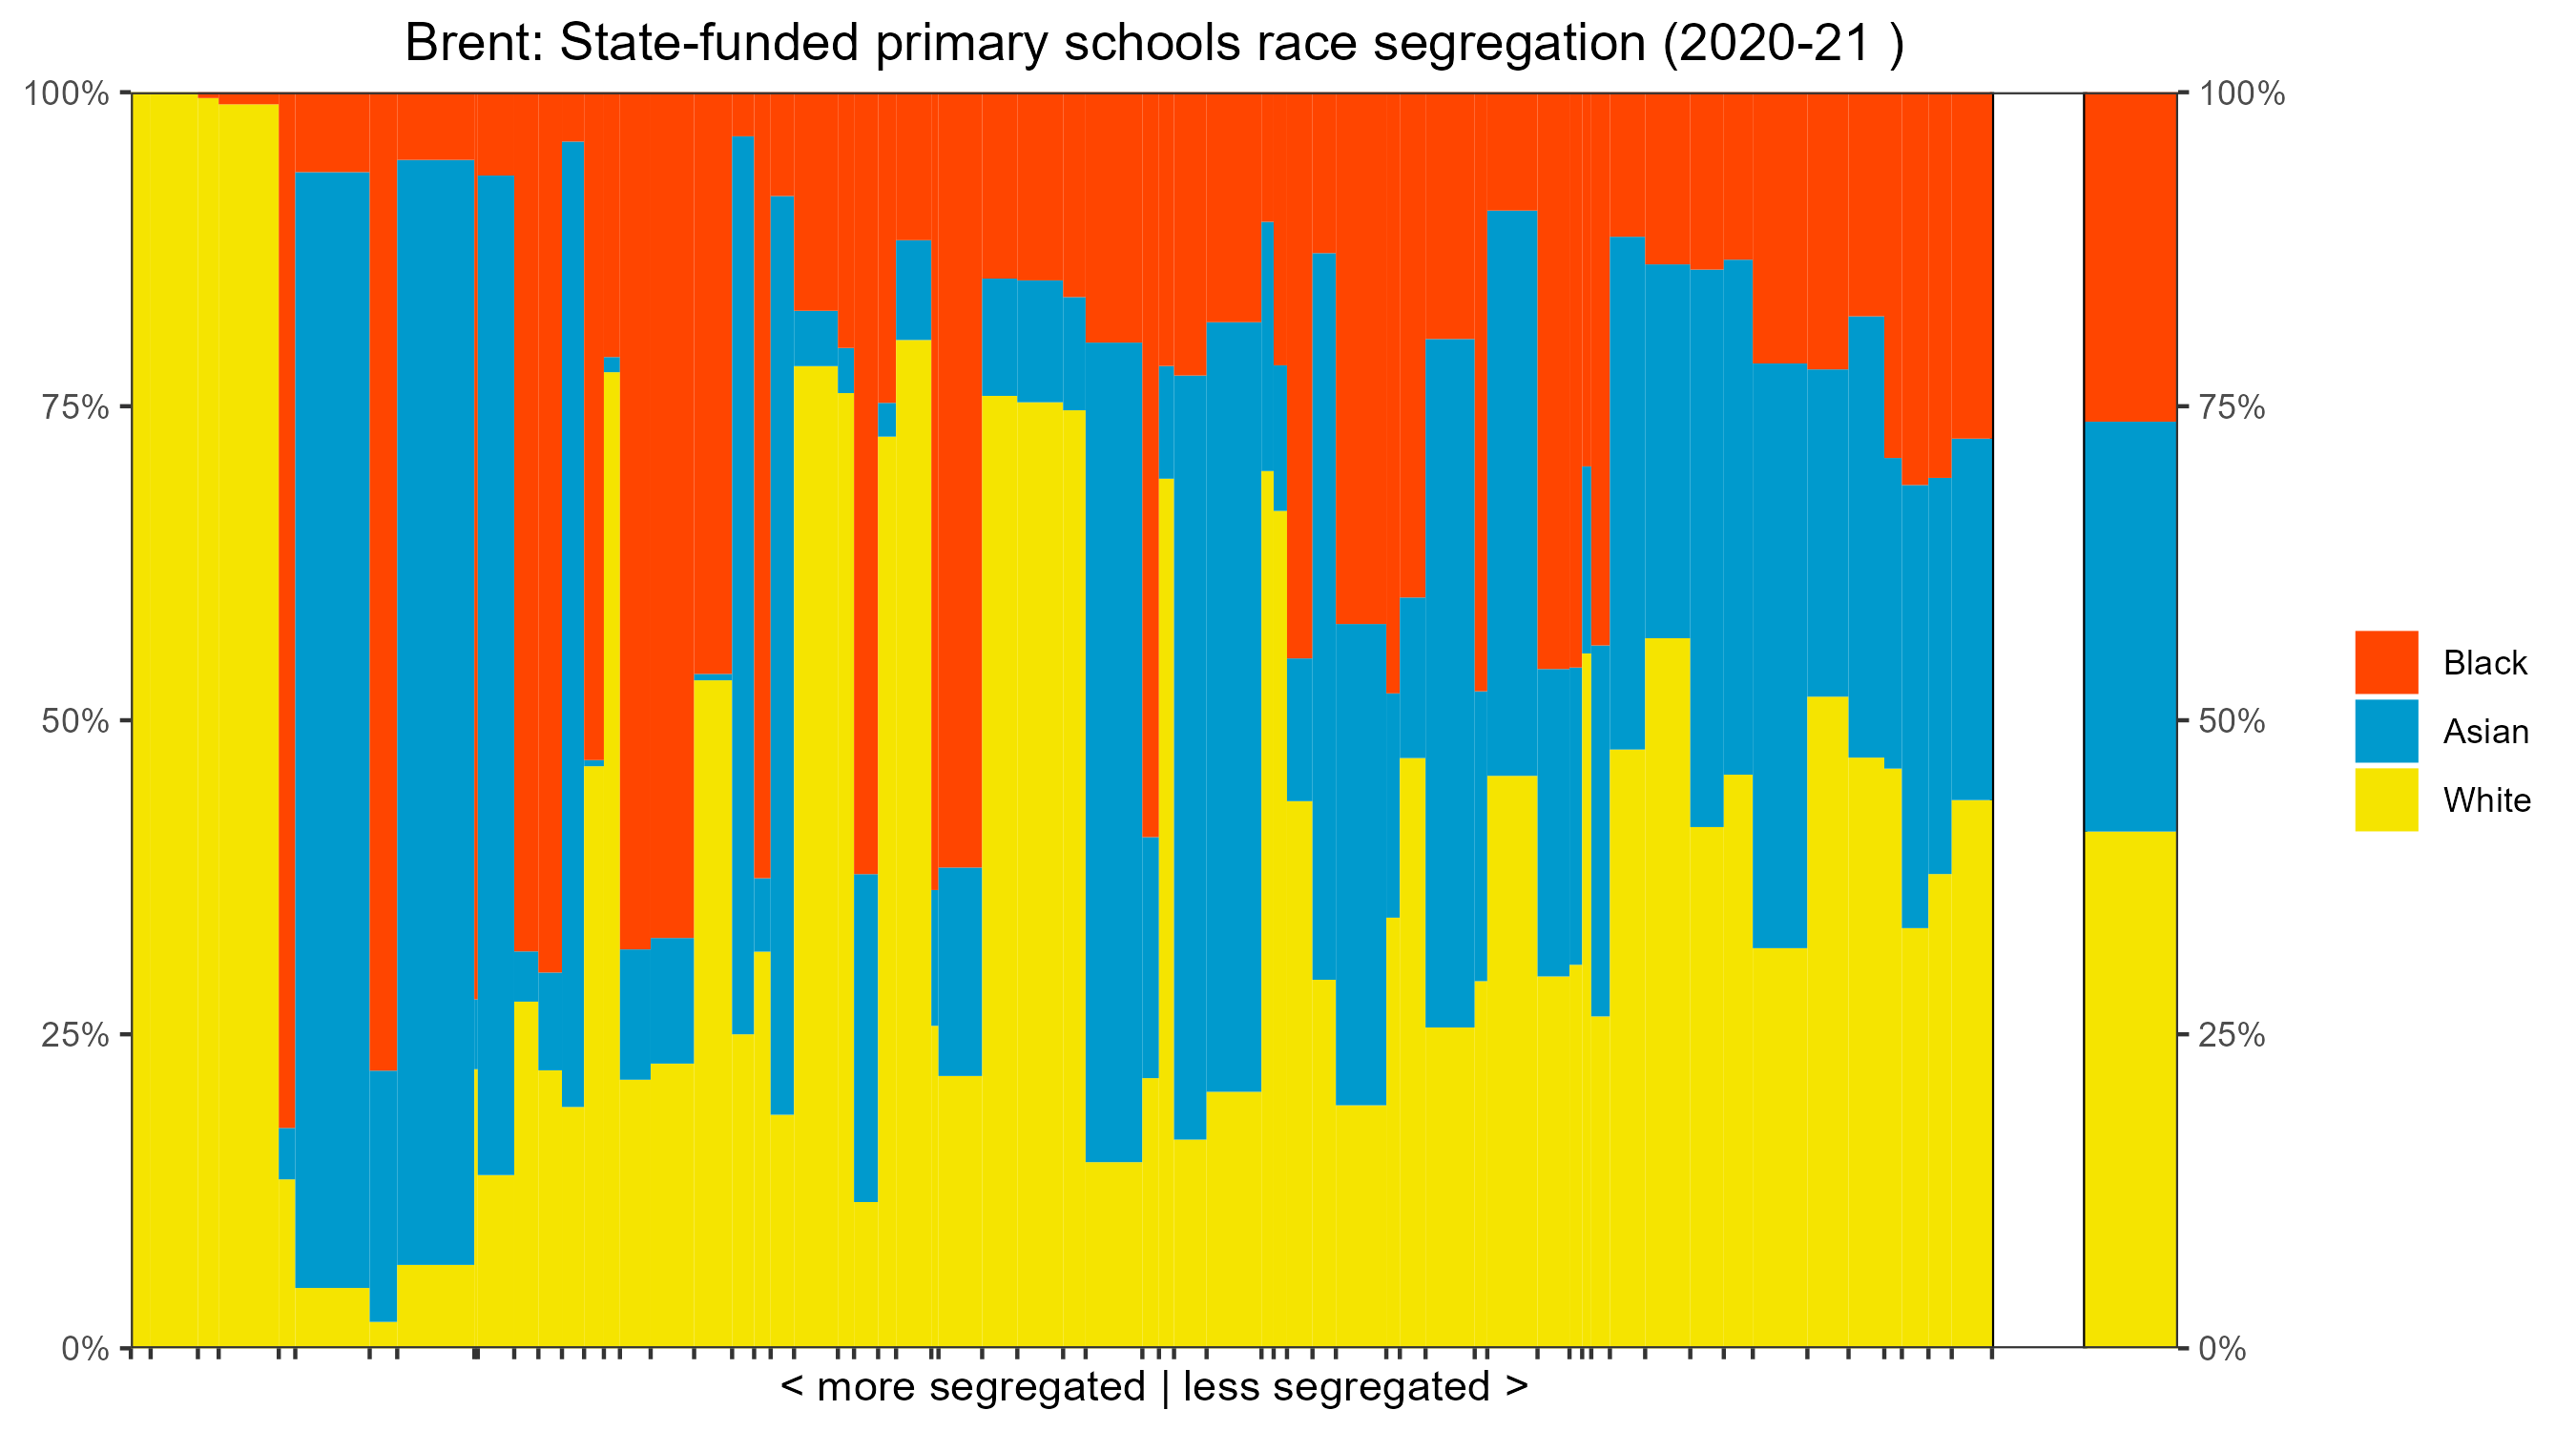 Brent: State-funded primary schools race segregation (2020-21 )
100%
75%
50%
25%
0%
100%
75%
50%
25%
0%
Black
Asian
White
< more segregated | less segregated >